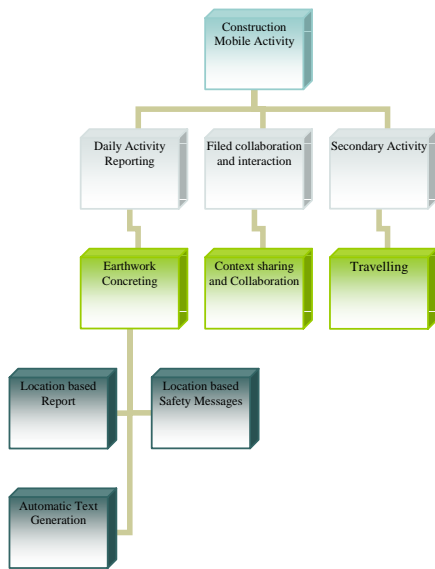 Construction
Mobile Activity
Daily Activity
Reporting
Filed collaboration
and interaction
Secondary Activity
Earthwork
Concreting
Context sharing
and Collaboration
Travelling
Location based
Report
Location based
Safety Messages
Automatic Text
Generation